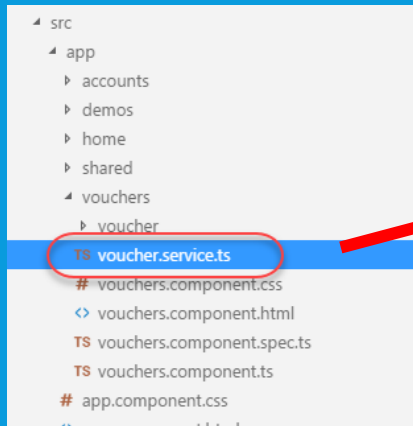 src
app
accounts
demos
home
shared
vouchers
voucher
TS voucher.service.ts
# vouchers.component.css
<> vouchers.component.html
TS vouchers.component.spec.ts
TS vouchers.component.ts
# app.component.css